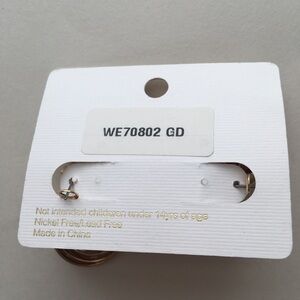 WE70802 GD
Not intended children under 14yrs of age
Nickel Free/Lead Free
Made in China